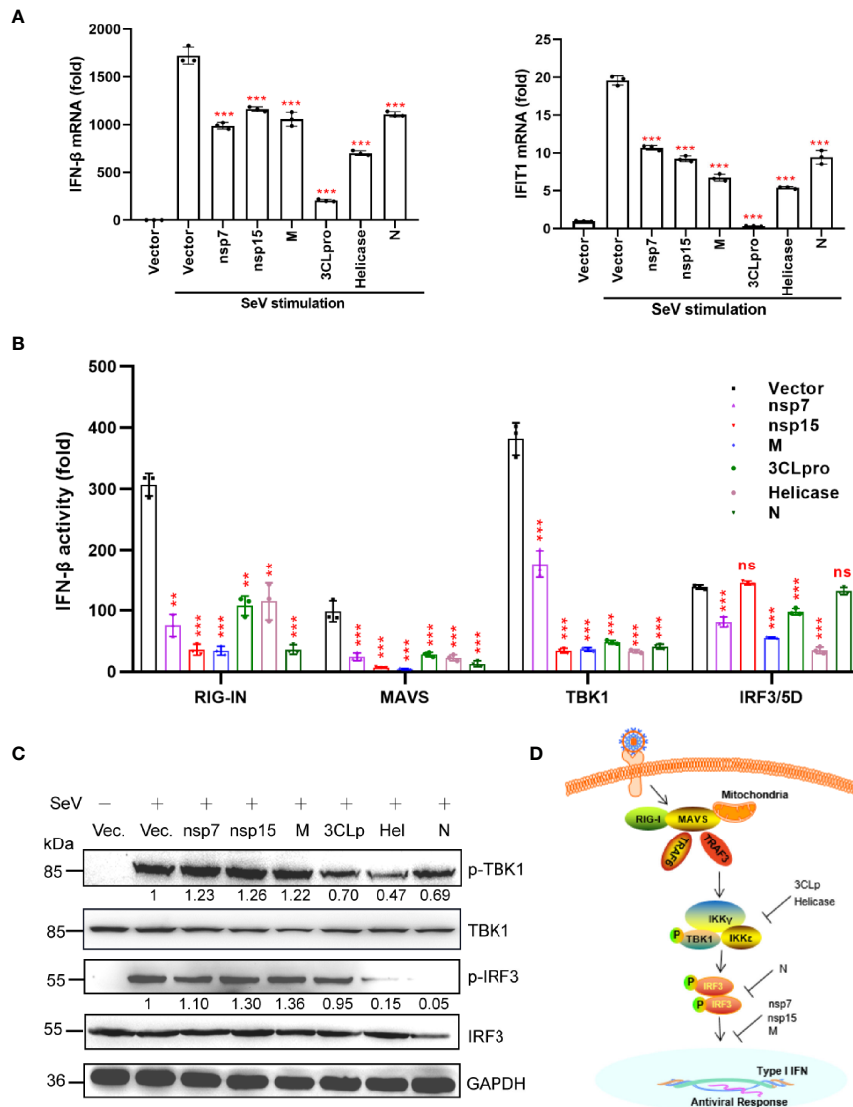 A
IFN-β mRNA (fold)
2000
1500
1000
500
0
***
***
***
***
***
***
Vector
Vector
nsp7
nsp15
M
3CLpro
Helicase
N
SeV stimulation
IFIT1 mRNA (fold)
25
20
15
10
5
0
***
***
***
***
***
***
Vector
Vector
nsp7
nsp15
M
3CLpro
Helicase
N
SeV stimulation
B
IFN-β activity (fold)
500
400
300
200
100
0
**
***
***
**
**
***
***
***
***
***
***
***
***
***
***
***
***
***
***
ns
***
***
***
ns
RIG-IN
MAVS
TBK1
IRF3/5D
Vector
nsp7
nsp15
M
3CLpro
Helicase
N
C
SeV − + + + + + + +
Vec. Vec. nsp7 nsp15 M 3CLp Hel N
kDa
85 p-TBK1
1 1.23 1.26 1.22 0.70 0.47 0.69
85 TBK1
55 p-IRF3
1 1.10 1.30 1.36 0.95 0.15 0.05
55 IRF3
36 GAPDH
D
Mitochondria
RIG-I MAVS
TRAF6 TRAF3
3CLp
Helicase
IKKγ
P TBK1 IKKε
N
P IRF3
P IRF3
nsp7
nsp15
M
Type I IFN
Antiviral Response